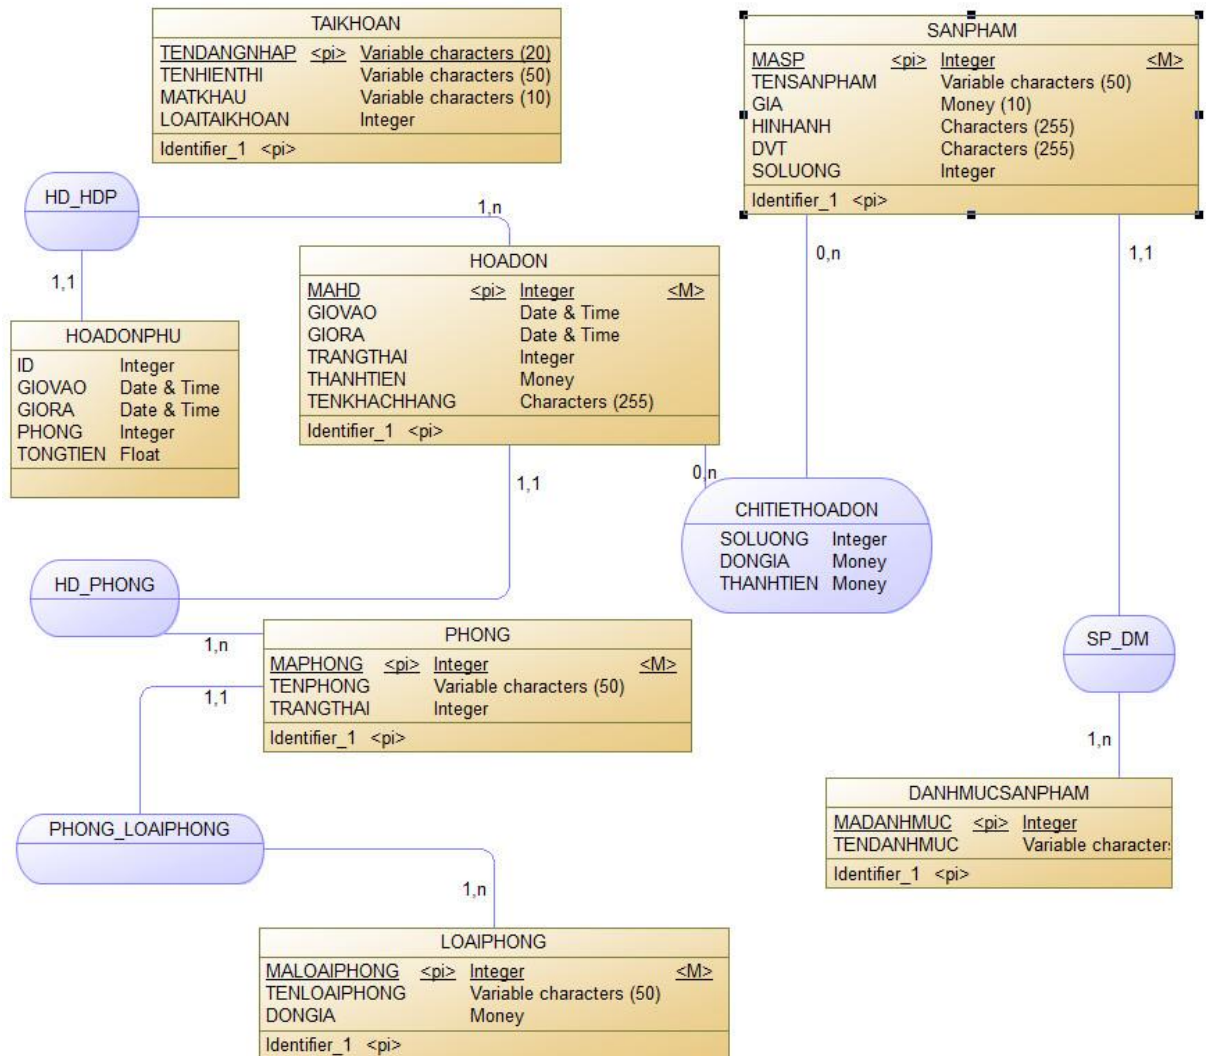 TAIKHOAN
TENDANGNHAP <pi> Variable characters (20)
TENHIENTHI Variable characters (50)
MATKHAU Variable characters (10)
LOAITAIKHOAN Integer
Identifier_1 <pi>
SANPHAM
MASP <pi> Integer <M>
TENSANPHAM Variable characters (50)
GIA Money (10)
HINHANH Characters (255)
DVT Characters (255)
SOLUONG Integer
Identifier_1 <pi>
HD_HDP
1,n
1,1
0,n
1,1
HOADON
MAHD <pi> Integer <M>
GIOVAO Date & Time
GIORA Date & Time
TRANGTHAI Integer
THANHTIEN Money
TENKHACHHANG Characters (255)
Identifier_1 <pi>
HOADONPHU
ID Integer
GIOVAO Date & Time
GIORA Date & Time
PHONG Integer
TONGTIEN Float
1,1
0,n
CHITIETHOADON
SOLUONG Integer
DONGIA Money
THANHTIEN Money
HD_PHONG
1,n
1,1
PHONG
MAPHONG <pi> Integer <M>
TENPHONG Variable characters (50)
TRANGTHAI Integer
Identifier_1 <pi>
SP_DM
1,n
DANHMUCSANPHAM
MADANHMUC <pi> Integer
TENDANHMUC Variable character
Identifier_1 <pi>
PHONG_LOAIPHONG
1,n
LOAIPHONG
MALOAIPHONG <pi> Integer <M>
TENLOAIPHONG Variable characters (50)
DONGIA Money
Identifier_1 <pi>